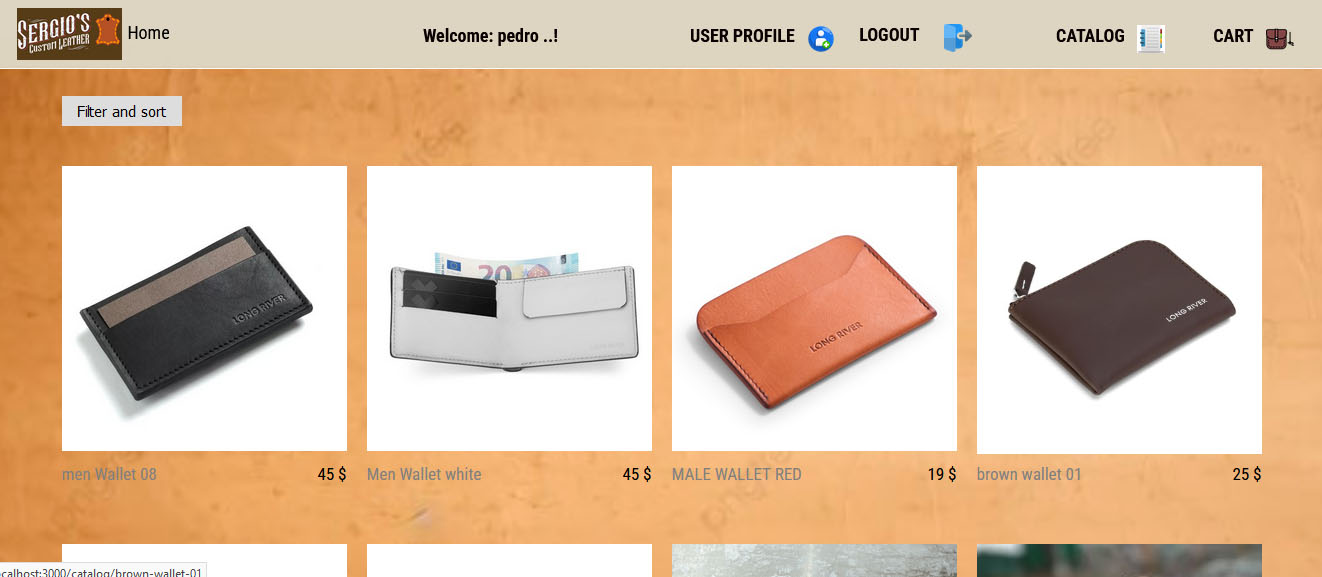 SERGIO'S
CUSTOM LEATHER
Home
Welcome: pedro ..!
USER PROFILE
LOGOUT
CATALOG
CART
Filter and sort
LONG RIVER
20
LONG RIVER
LONG RIVER
men Wallet 08
45 $
Men Wallet white
45 $
MALE WALLET RED
19 $
brown wallet 01
25 $
calhost:3000/catalog/brown-wallet-01